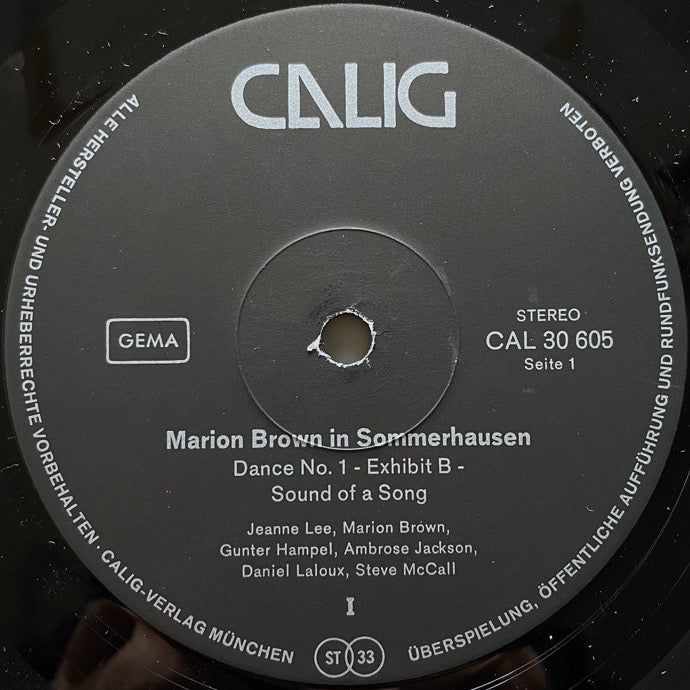 CALIG
GEMA
STEREO
CAL 30 605
Seite 1
Marion Brown in Sommerhausen
Dance No. 1 - Exhibit B -
Sound of a Song
Jeanne Lee, Marion Brown,
Gunter Hampel, Ambrose Jackson,
Daniel Laloux, Steve McCall
I
ST 33
ALLE HERSTELLER- UND URHEBERRECHTE VORBEHALTEN · CALIG-VERLAG MÜNCHEN
ÜBERSPIELUNG, ÖFFENTLICHE AUFFÜHRUNG UND RUNDFUNKSENDUNG VERBOTEN